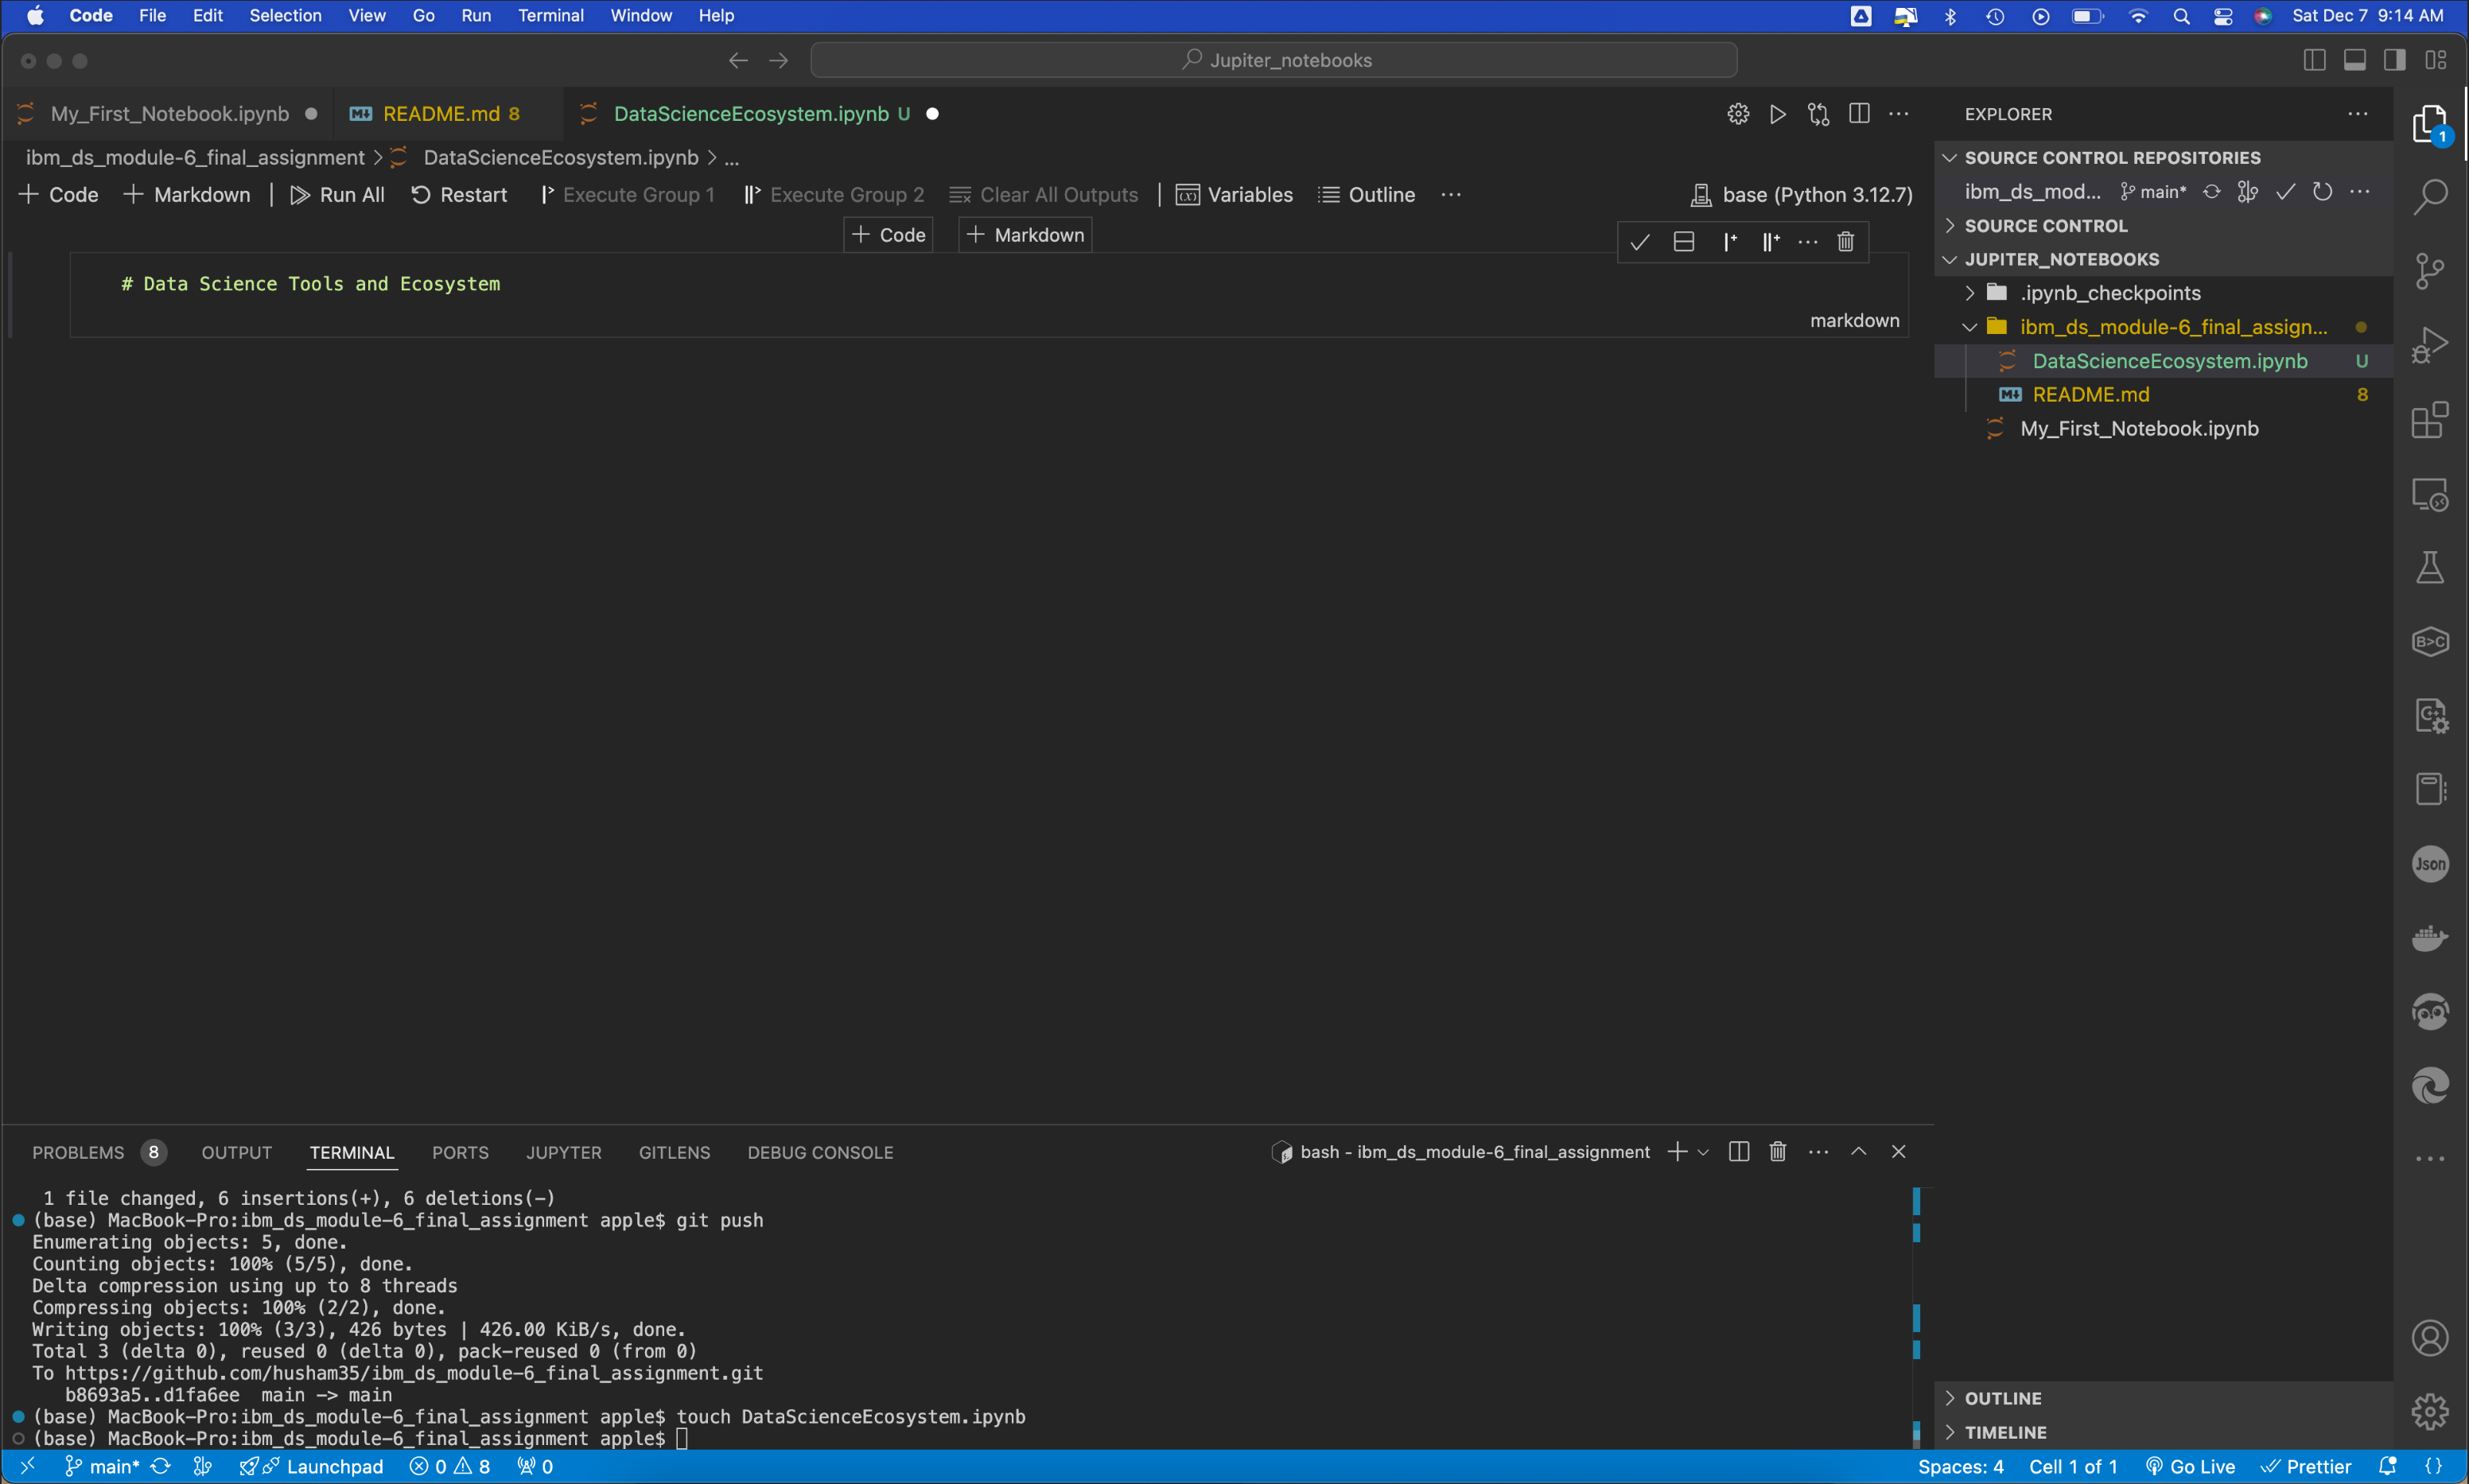 Code File Edit Selection View Go Run Terminal Window Help Sat Dec 7 9:14 AM
Jupiter_notebooks
My_First_Notebook.ipynb README.md 8 DataScienceEcosystem.ipynb U
ibm_ds_module-6_final_assignment > DataScienceEcosystem.ipynb > ...
Code Markdown Run All Restart Execute Group 1 Execute Group 2 Clear All Outputs Variables Outline ... base (Python 3.12.7)
Code Markdown
# Data Science Tools and Ecosystem
markdown
EXPLORER
SOURCE CONTROL REPOSITORIES
ibm_ds_mod... main*
SOURCE CONTROL
JUPITER_NOTEBOOKS
.ipynb_checkpoints
ibm_ds_module-6_final_assign...
DataScienceEcosystem.ipynb U
README.md 8
My_First_Notebook.ipynb
OUTLINE
TIMELINE
1
B>C
C++
Json
PROBLEMS 8 OUTPUT TERMINAL PORTS JUPYTER GITLENS DEBUG CONSOLE bash - ibm_ds_module-6_final_assignment
1 file changed, 6 insertions(+), 6 deletions(-)
(base) MacBook-Pro:ibm_ds_module-6_final_assignment apple$ git push
Enumerating objects: 5, done.
Counting objects: 100% (5/5), done.
Delta compression using up to 8 threads
Compressing objects: 100% (2/2), done.
Writing objects: 100% (3/3), 426 bytes | 426.00 KiB/s, done.
Total 3 (delta 0), reused 0 (delta 0), pack-reused 0 (from 0)
To https://github.com/husham35/ibm_ds_module-6_final_assignment.git
b8693a5..d1fa6ee main -> main
(base) MacBook-Pro:ibm_ds_module-6_final_assignment apple$ touch DataScienceEcosystem.ipynb
(base) MacBook-Pro:ibm_ds_module-6_final_assignment apple$
main* Launchpad 0 8 0 Spaces: 4 Cell 1 of 1 Go Live Prettier {}